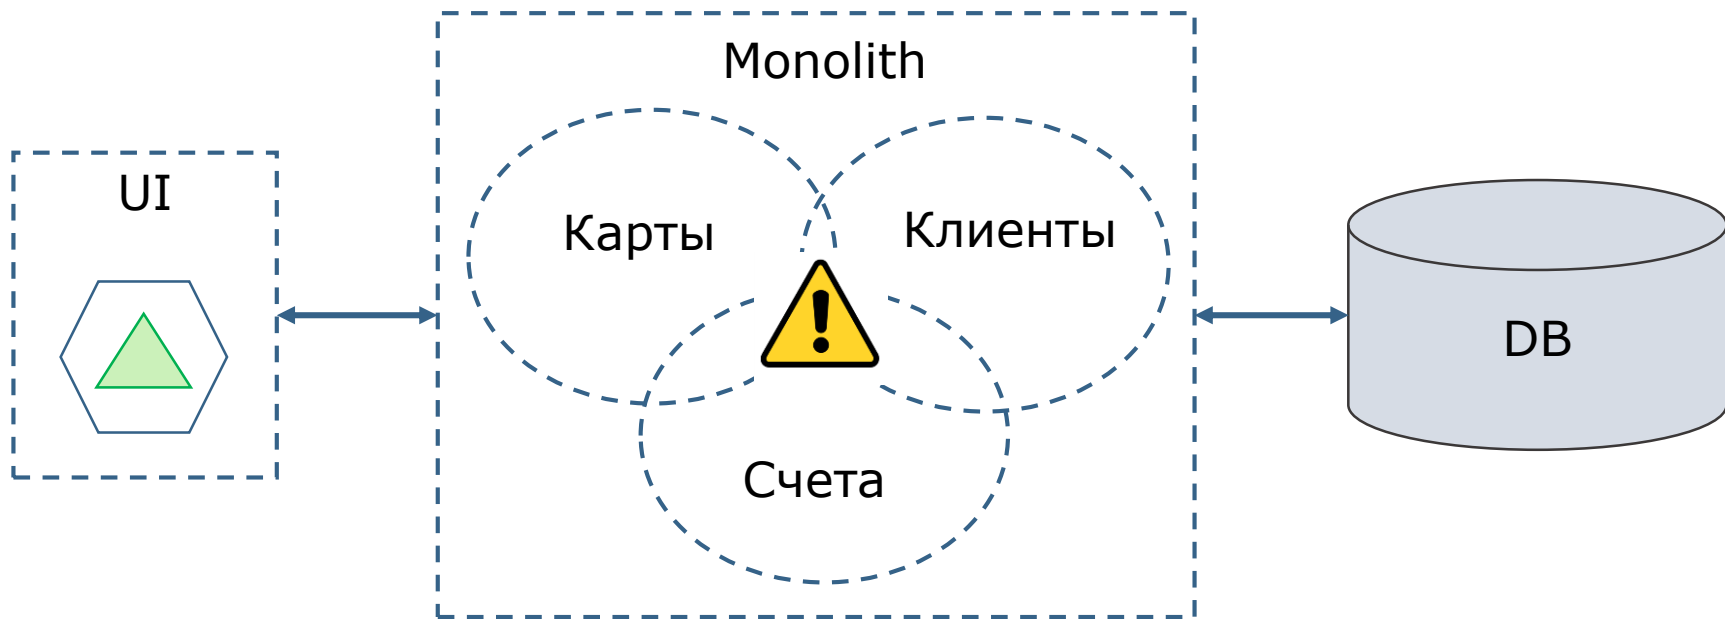 Monolith
UI
Карты
Клиенты
Счета
DB